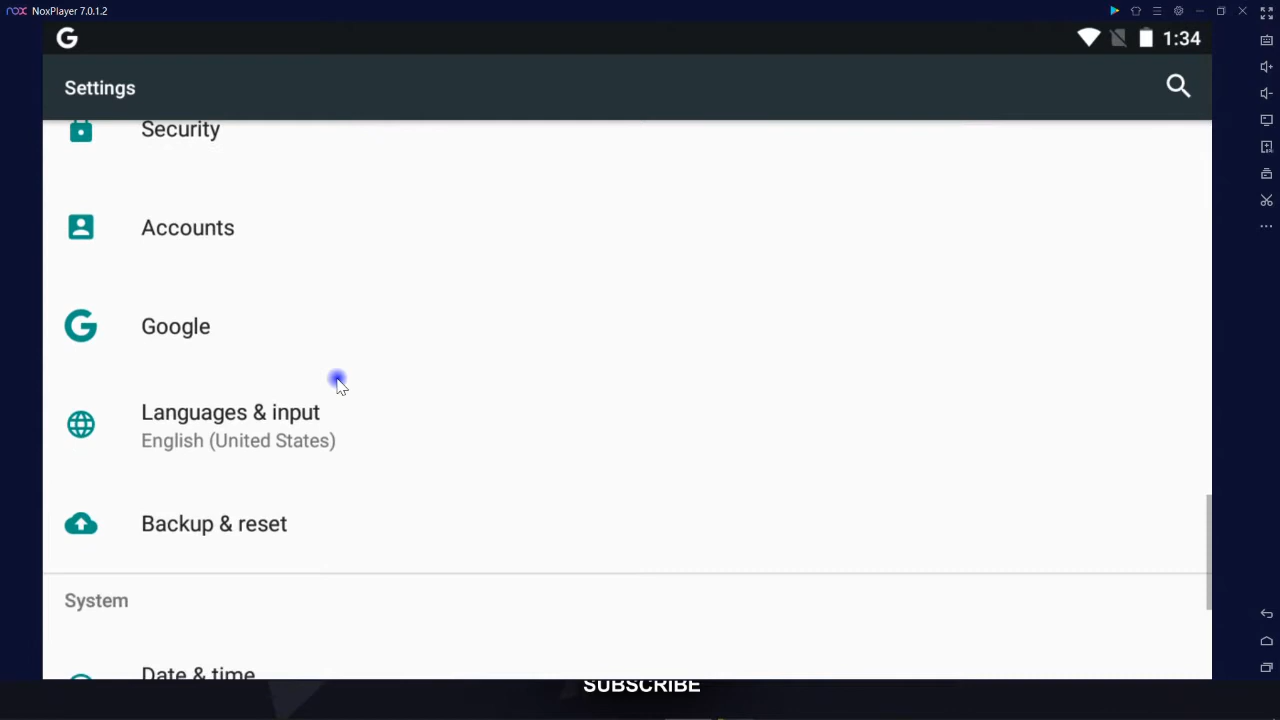 nox NoxPlayer 7.0.1.2
G 1:34
Settings
Security
Accounts
G Google
Languages & input
English (United States)
Backup & reset
System
Date & time
SUBSCRIBE